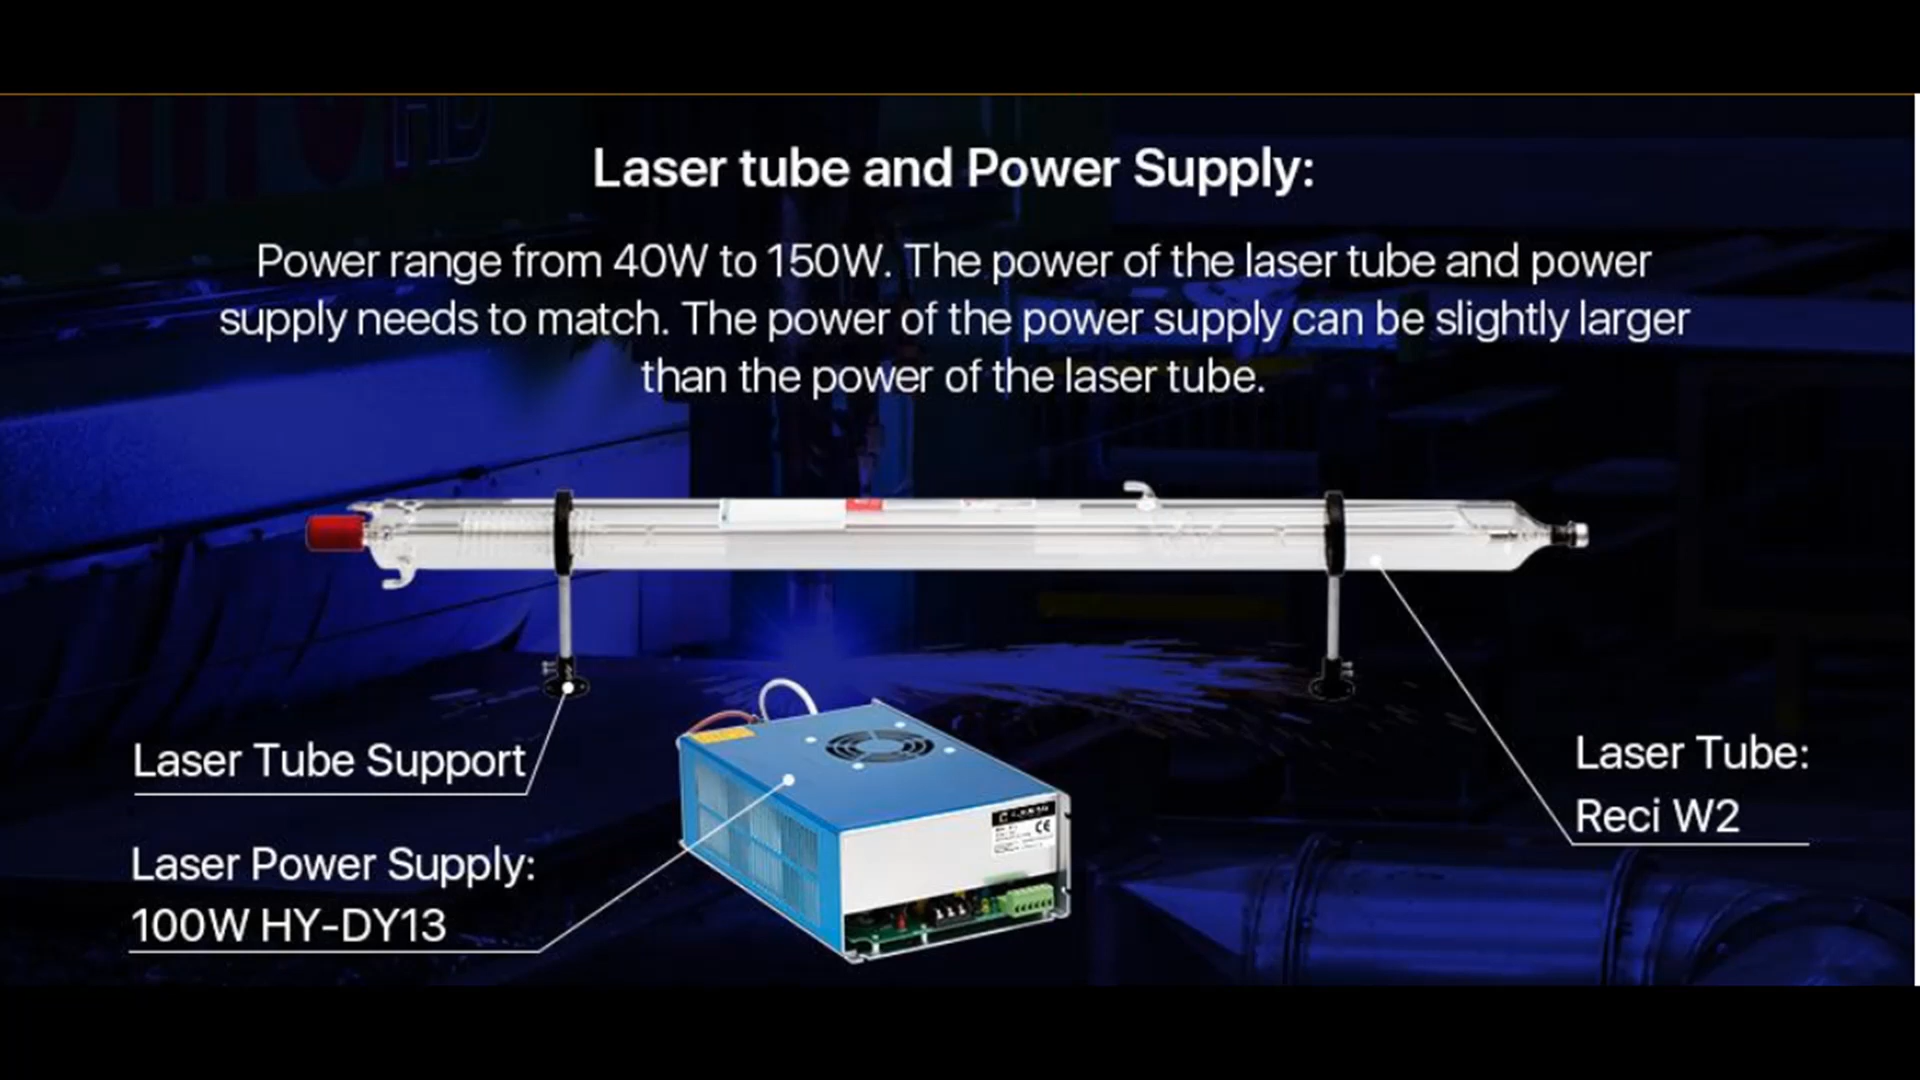 Laser tube and Power Supply:
Power range from 40W to 150W. The power of the laser tube and power
supply needs to match. The power of the power supply can be slightly larger
than the power of the laser tube.
Laser Tube Support
Laser Power Supply:
100W HY-DY13
Laser Tube:
Reci W2
CE